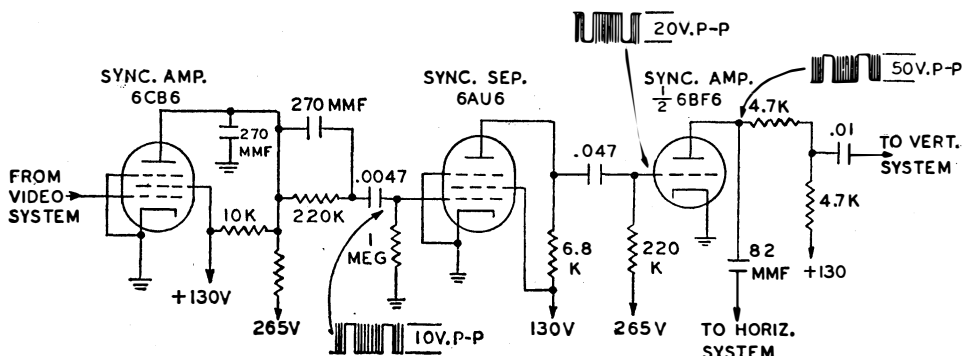 20V.P-P
50V.P-P
SYNC. AMP.
6CB6
SYNC. SEP.
6AU6
SYNC. AMP.
1/2 6BF6
270 MMF
270
MMF
4.7K
.01
TO VERT.
SYSTEM
FROM
VIDEO
SYSTEM
10K
220K
.0047
.047
1
MEG
6.8
K
220
K
82
MMF
4.7K
+130
+130V
265V
10V.P-P
130V
265V
TO HORIZ.
SYSTEM